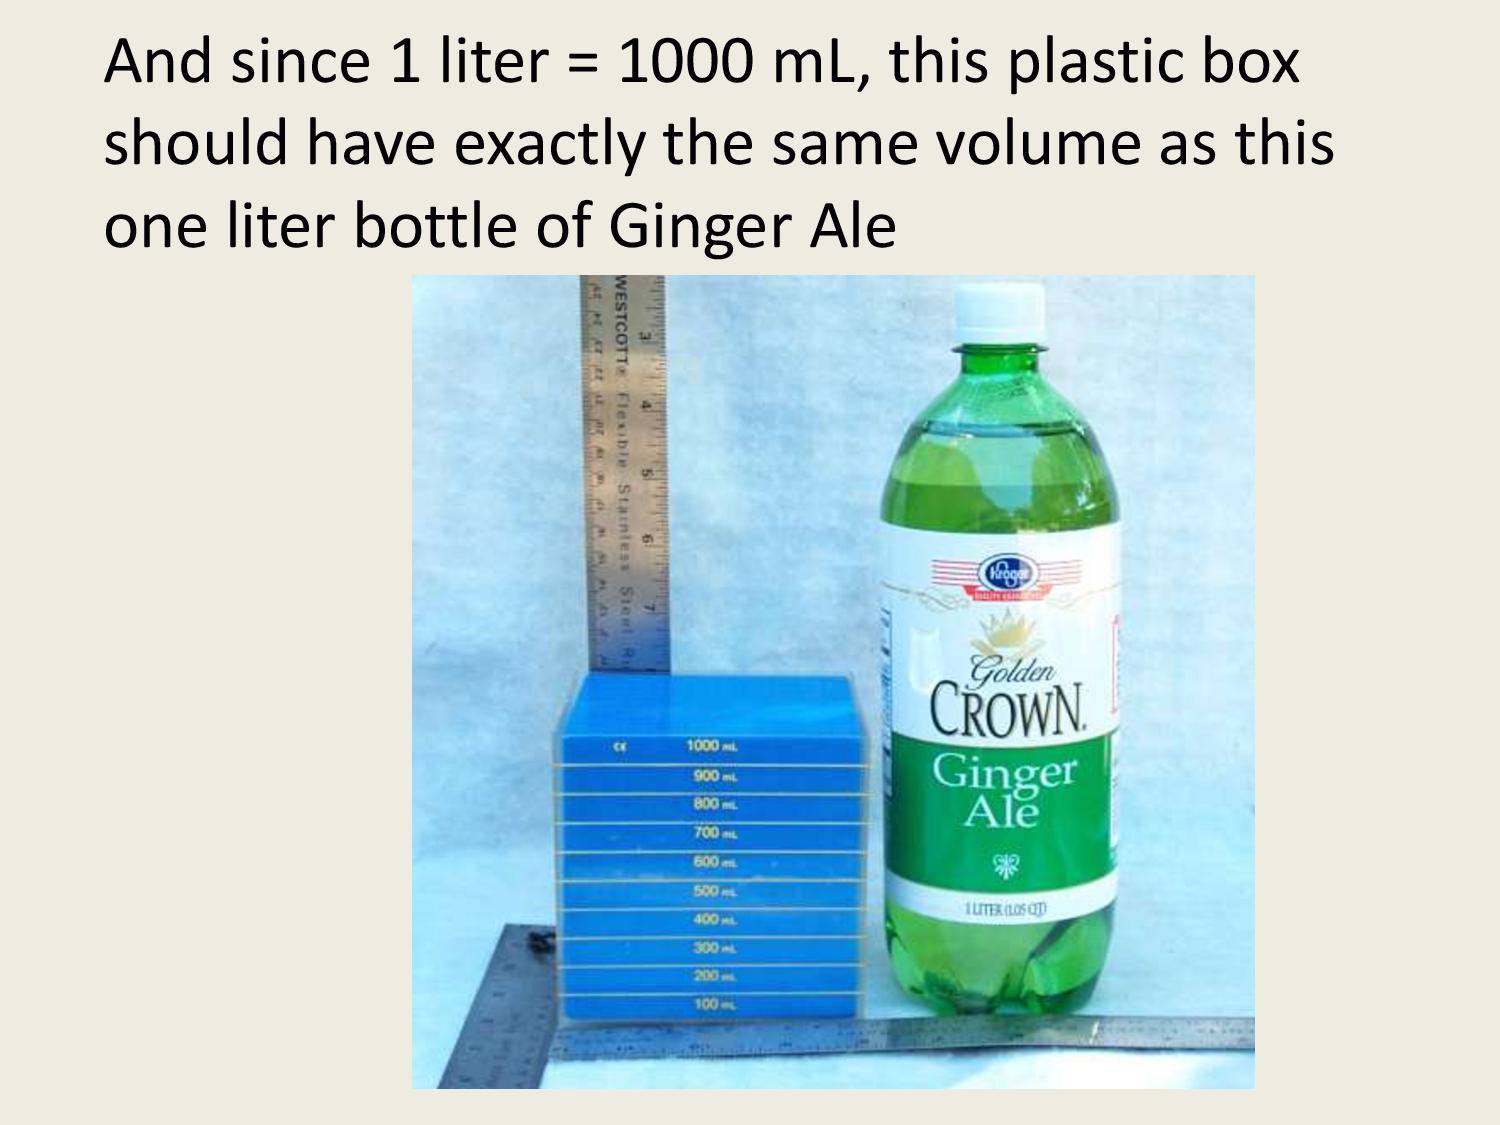 And since 1 liter = 1000 mL, this plastic box
should have exactly the same volume as this
one liter bottle of Ginger Ale
WESTCOTT® Flexible Stainless Steel
3
4
5
6
7
Kroger
Golden
CROWN
Ginger
Ale
1 LITER (1.05 QT)
CE 1000 mL
900 mL
800 mL
700 mL
600 mL
500 mL
400 mL
300 mL
200 mL
100 mL